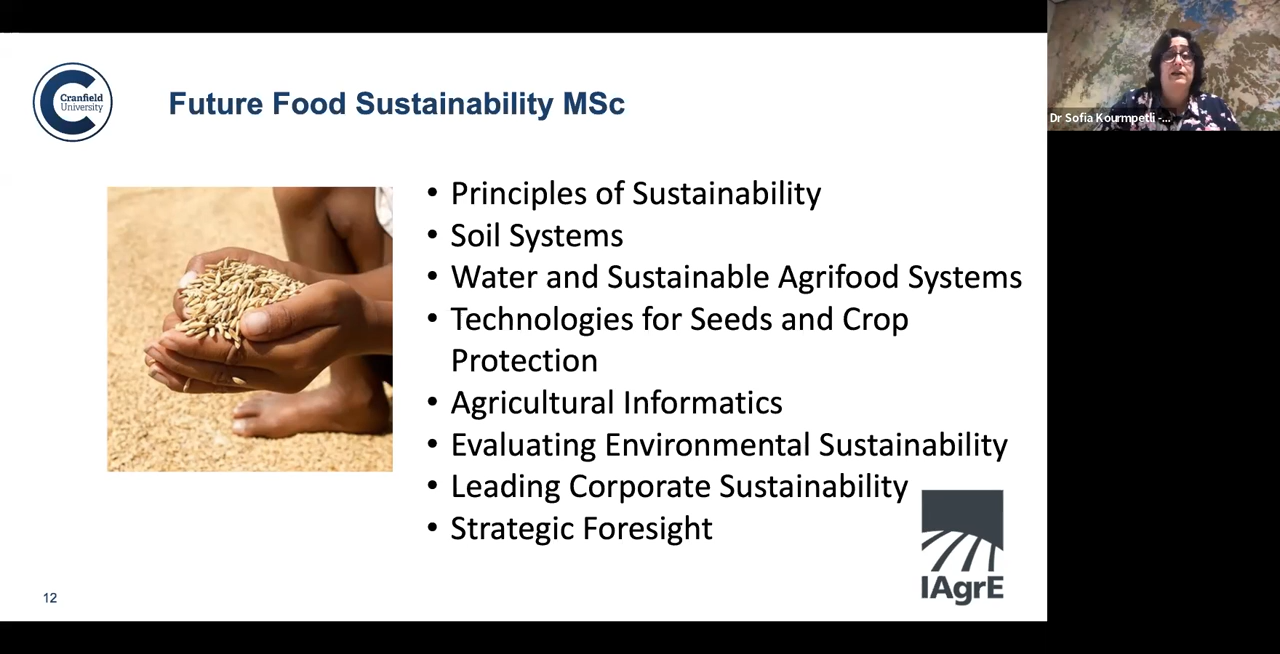 Cranfield
University
Future Food Sustainability MSc
Dr Sofia Kourmpetli -...
• Principles of Sustainability
• Soil Systems
• Water and Sustainable Agrifood Systems
• Technologies for Seeds and Crop
Protection
• Agricultural Informatics
• Evaluating Environmental Sustainability
• Leading Corporate Sustainability
• Strategic Foresight
IAgrE
12